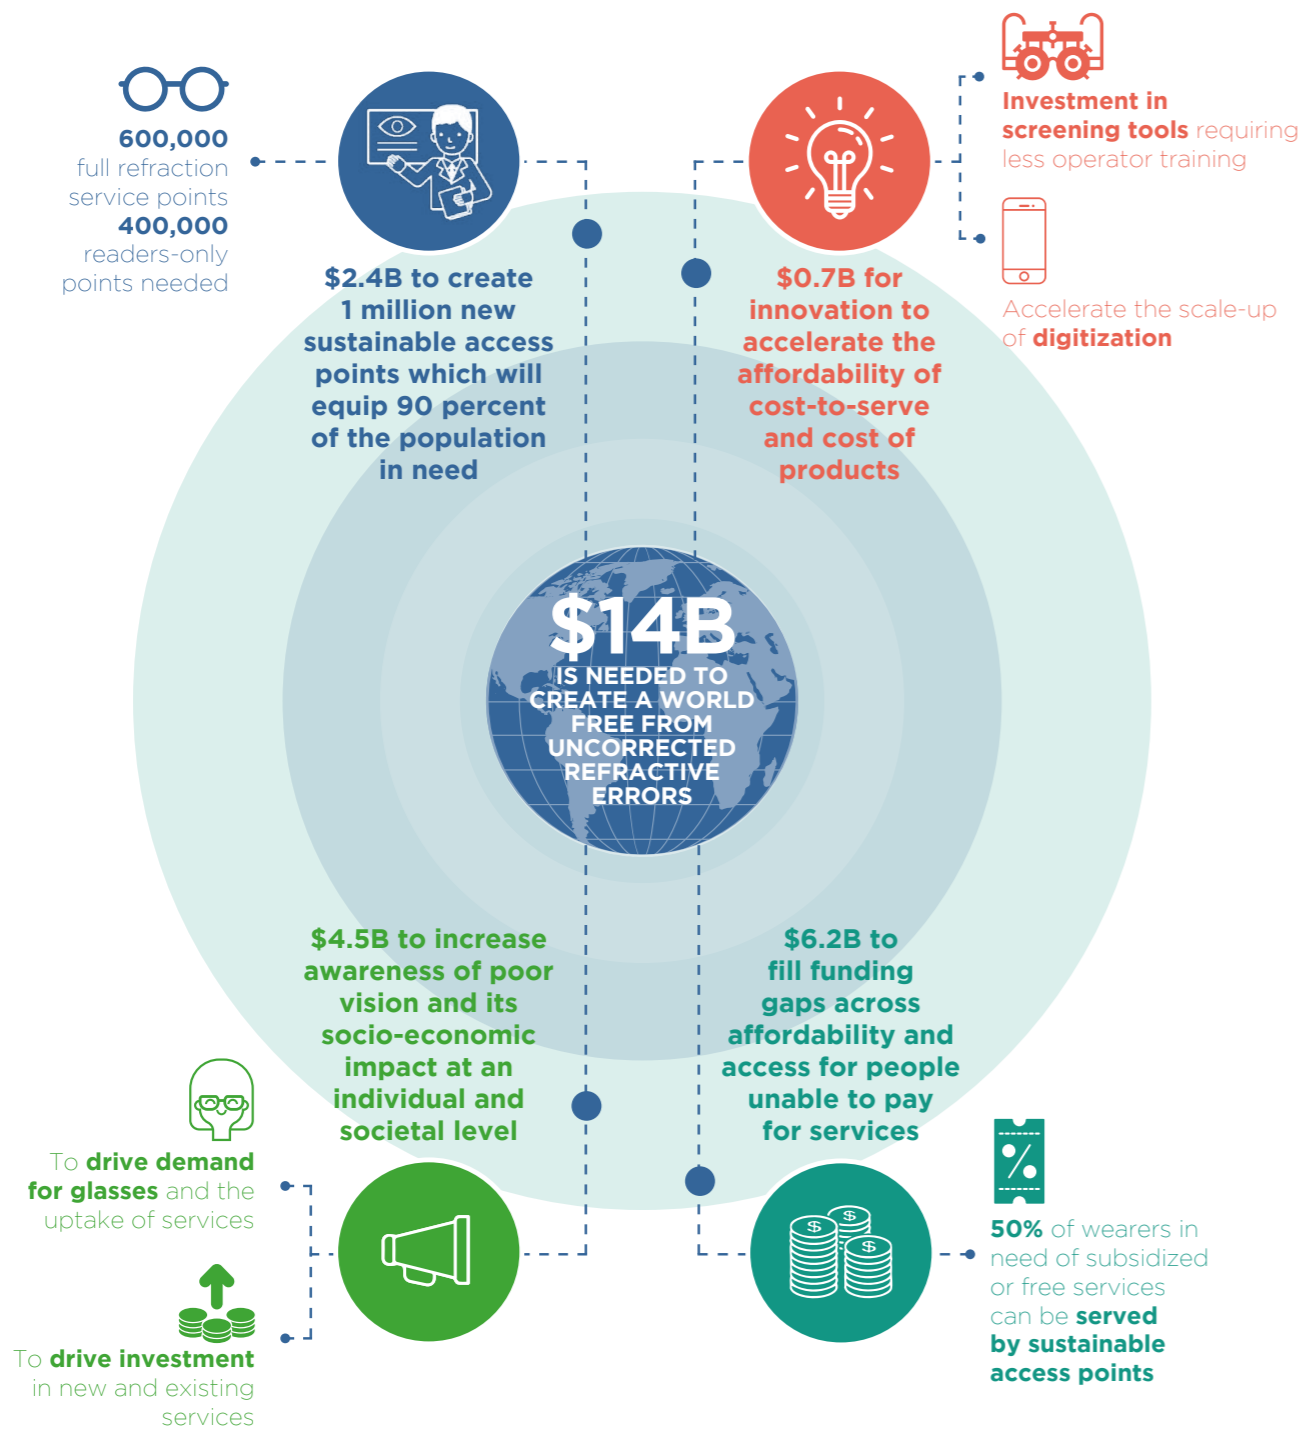 600,000
full refraction
service points
400,000
readers-only
points needed
$2.4B to create
1 million new
sustainable access
points which will
equip 90 percent
of the population
in need
$0.7B for
innovation to
accelerate the
affordability of
cost-to-serve
and cost of
products
Investment in
screening tools requiring
less operator training
Accelerate the scale-up
of digitization
$14B
IS NEEDED TO
CREATE A WORLD
FREE FROM
UNCORRECTED
REFRACTIVE
ERRORS
$4.5B to increase
awareness of poor
vision and its
socio-economic
impact at an
individual and
societal level
To drive demand
for glasses and the
uptake of services
To drive investment
in new and existing
services
$6.2B to
fill funding
gaps across
affordability and
access for people
unable to pay
for services
$
$
$
%
50% of wearers in
need of subsidized
or free services
can be served
by sustainable
access points